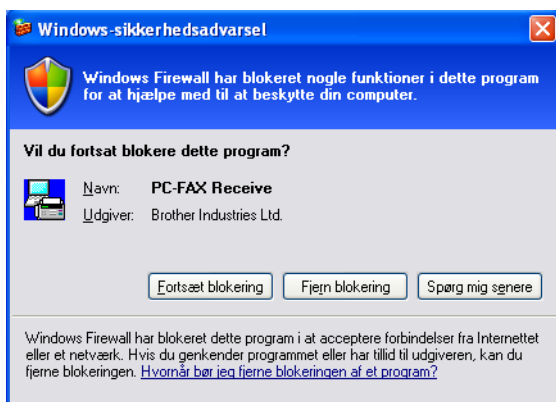 Windows-sikkerhedsadvarsel
Windows Firewall har blokeret nogle funktioner i dette program
for at hjælpe med til at beskytte din computer.
Vil du fortsat blokere dette program?
Navn: PC-FAX Receive
Udgiver: Brother Industries Ltd.
Fortsæt blokering Fjern blokering Spørg mig senere
Windows Firewall har blokeret dette program i at acceptere forbindelser fra Internettet
eller et netværk. Hvis du genkender programmet eller har tillid til udgiveren, kan du
fjerne blokeringen. Hvornår bør jeg fjerne blokeringen af et program?